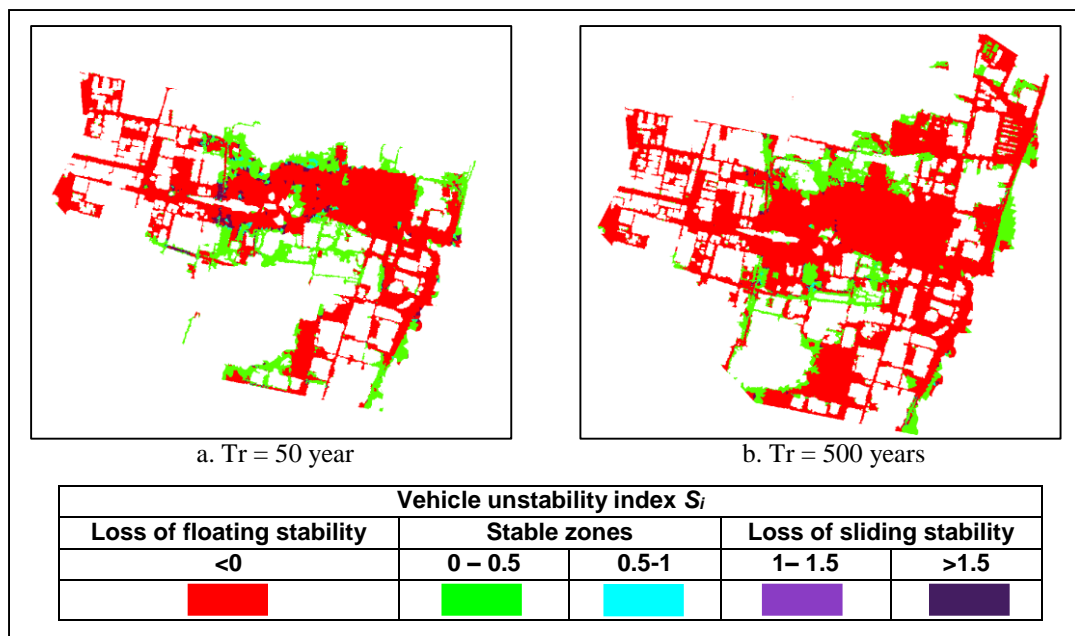 a. Tr = 50 year
b. Tr = 500 years
Vehicle unstability index Si
Loss of floating stability Stable zones Loss of sliding stability
<0 0 – 0.5 0.5-1 1– 1.5 >1.5